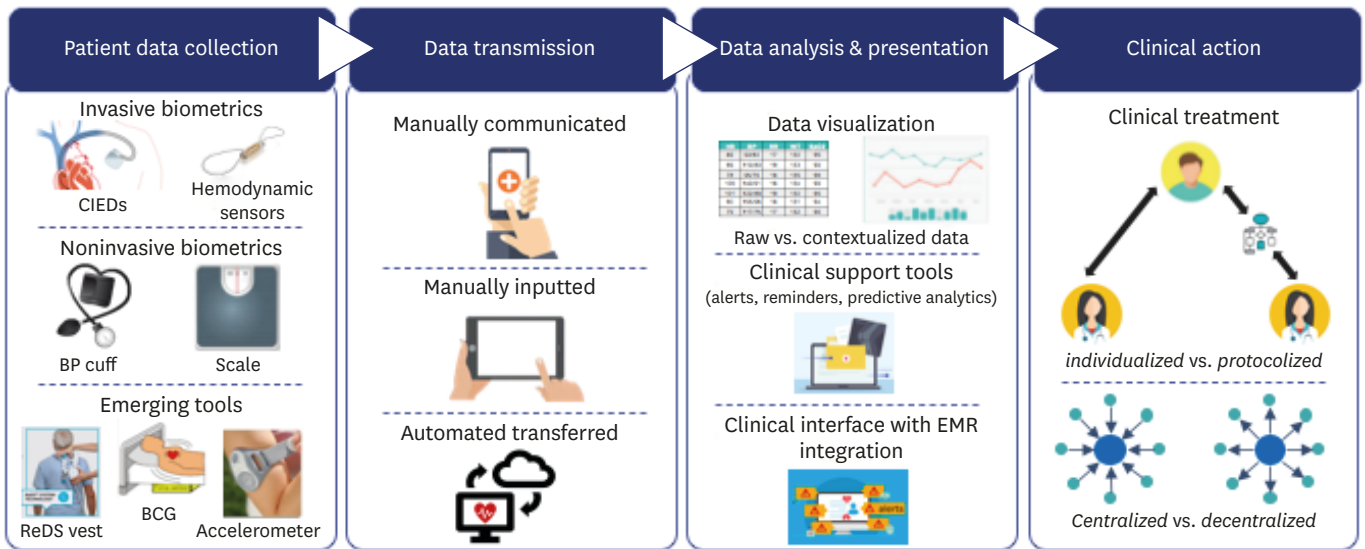 Patient data collection
Data transmission
Data analysis & presentation
Clinical action
Invasive biometrics
CIEDs
Hemodynamic
sensors
Noninvasive biometrics
BP cuff
Scale
Emerging tools
ReDS vest
BCG
Accelerometer
Manually communicated
Manually inputted
Automated transferred
Data visualization
Raw vs. contextualized data
Clinical support tools
(alerts, reminders, predictive analytics)
Clinical interface with EMR
integration
alerts
Clinical treatment
individualized vs. protocolized
Centralized vs. decentralized